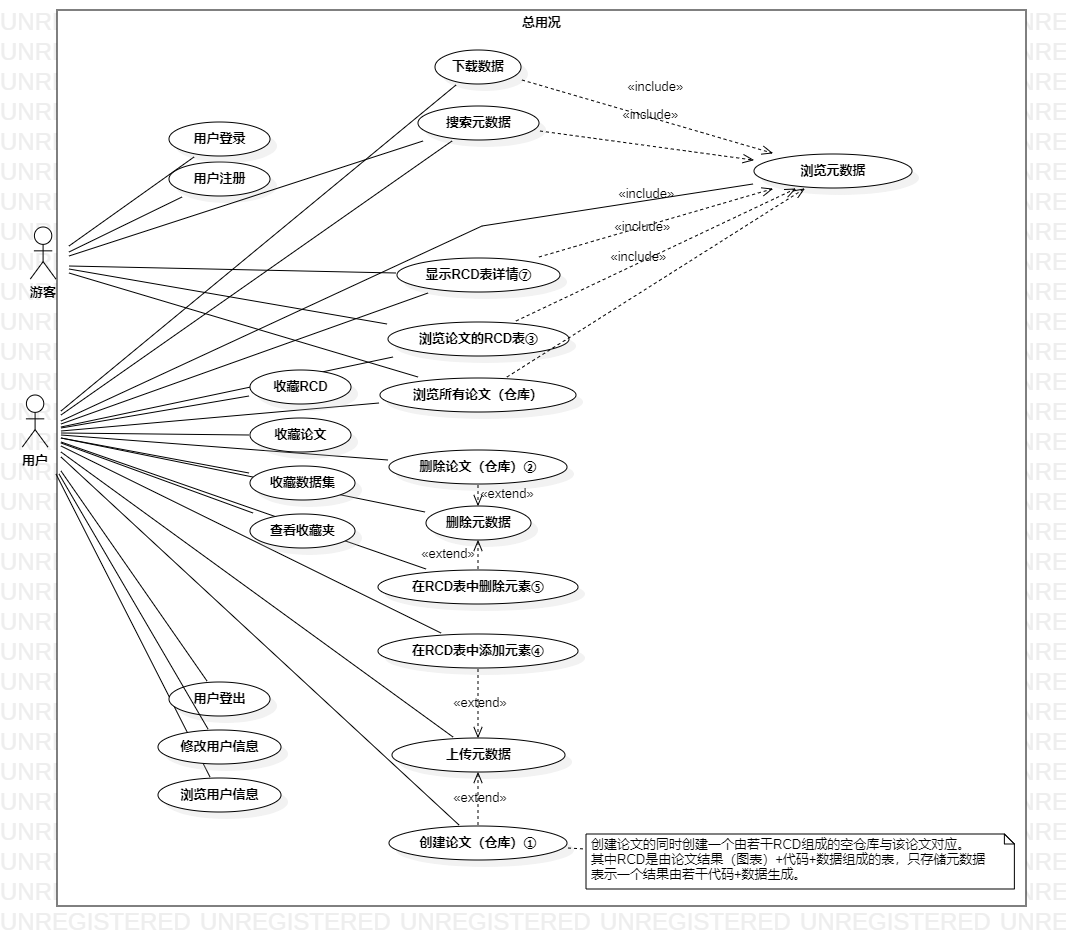 总用况
下载数据
«include»
搜索元数据
«include»
用户登录
浏览元数据
用户注册
«include»
«include»
«include»
游客
显示RCD表详情⑦
浏览论文的RCD表③
收藏RCD
浏览所有论文（仓库）
用户
收藏论文
删除论文（仓库）②
收藏数据集
«extend»
删除元数据
查看收藏夹
«extend»
在RCD表中删除元素⑤
在RCD表中添加元素④
用户登出
«extend»
修改用户信息
上传元数据
浏览用户信息
«extend»
创建论文（仓库）①
创建论文的同时创建一个由若干RCD组成的空仓库与该论文对应。
其中RCD是由论文结果（图表）+代码+数据组成的表，只存储元数据
表示一个结果由若干代码+数据生成。
UNREGISTERED UNREGISTERED UNREGISTERED UNREGISTERED UNREGISTERED UNRE